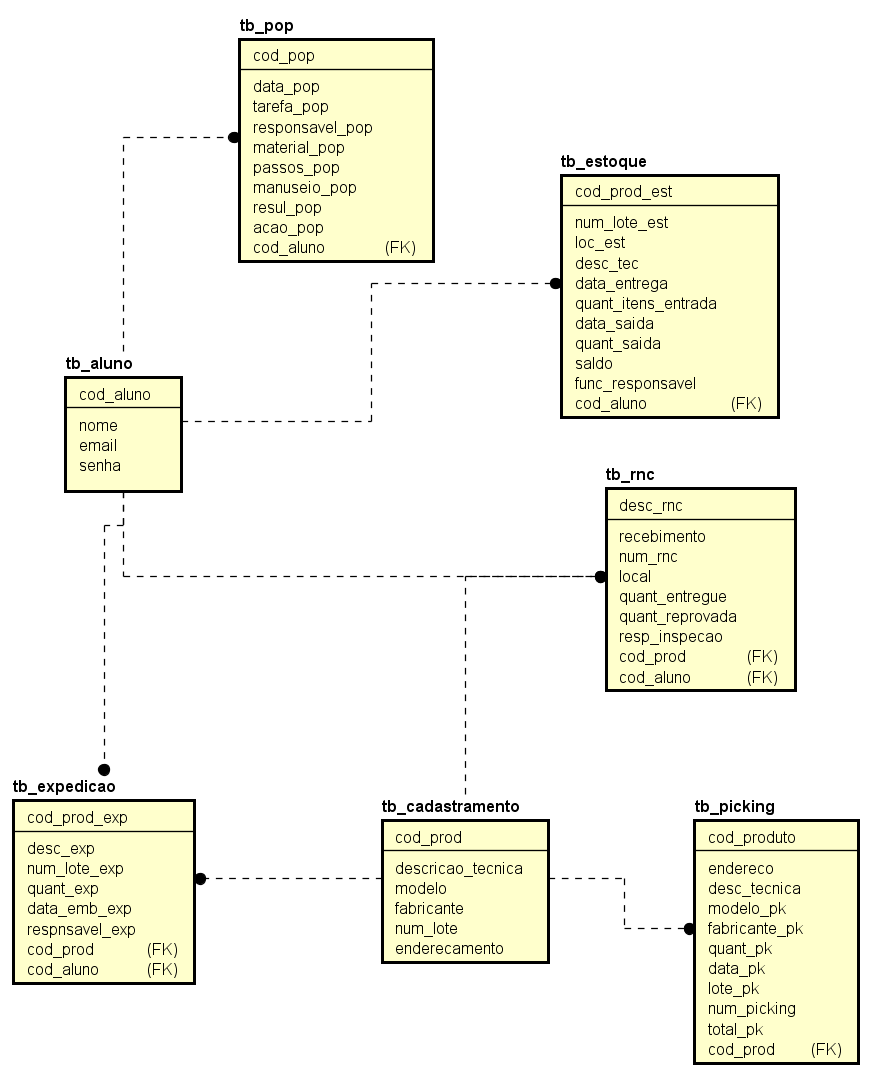 tb_pop
cod_pop
data_pop
tarefa_pop
responsavel_pop
material_pop
passos_pop
manuseio_pop
resul_pop
acao_pop
cod_aluno (FK)
tb_estoque
cod_prod_est
num_lote_est
loc_est
desc_tec
data_entrega
quant_itens_entrada
data_saida
quant_saida
saldo
func_responsavel
cod_aluno (FK)
tb_aluno
cod_aluno
nome
email
senha
tb_rnc
desc_rnc
recebimento
num_rnc
local
quant_entregue
quant_reprovada
resp_inspecao
cod_prod (FK)
cod_aluno (FK)
tb_expedicao
cod_prod_exp
desc_exp
num_lote_exp
quant_exp
data_emb_exp
respnsavel_exp
cod_prod (FK)
cod_aluno (FK)
tb_cadastramento
cod_prod
descricao_tecnica
modelo
fabricante
num_lote
enderecamento
tb_picking
cod_produto
endereco
desc_tecnica
modelo_pk
fabricante_pk
quant_pk
data_pk
lote_pk
num_picking
total_pk
cod_prod (FK)